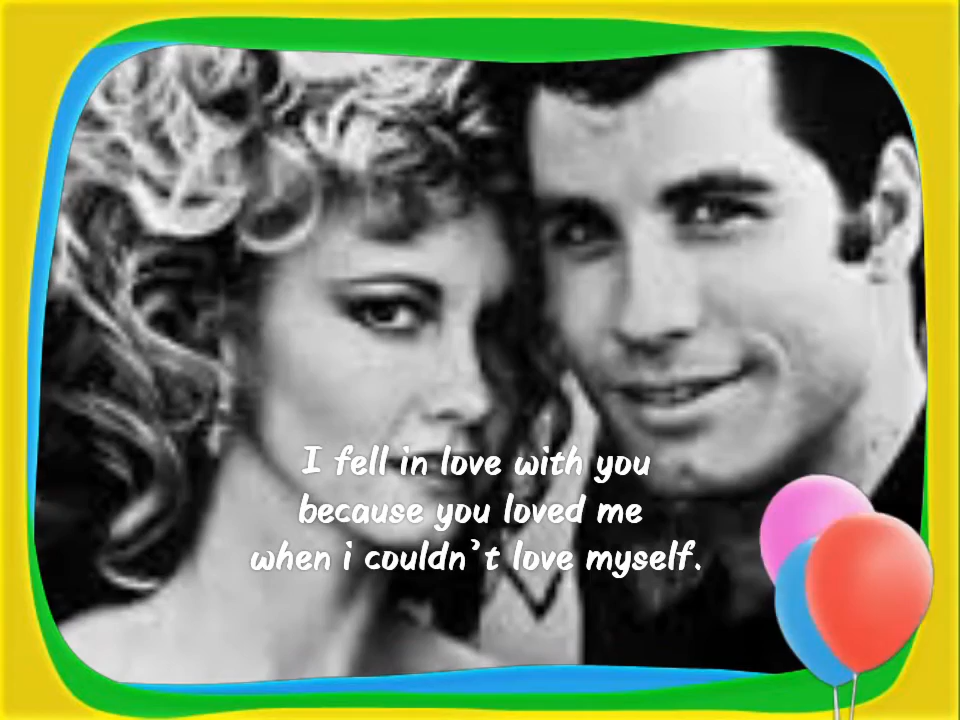 I fell in love with you
because you loved me
when i couldn't love myself.